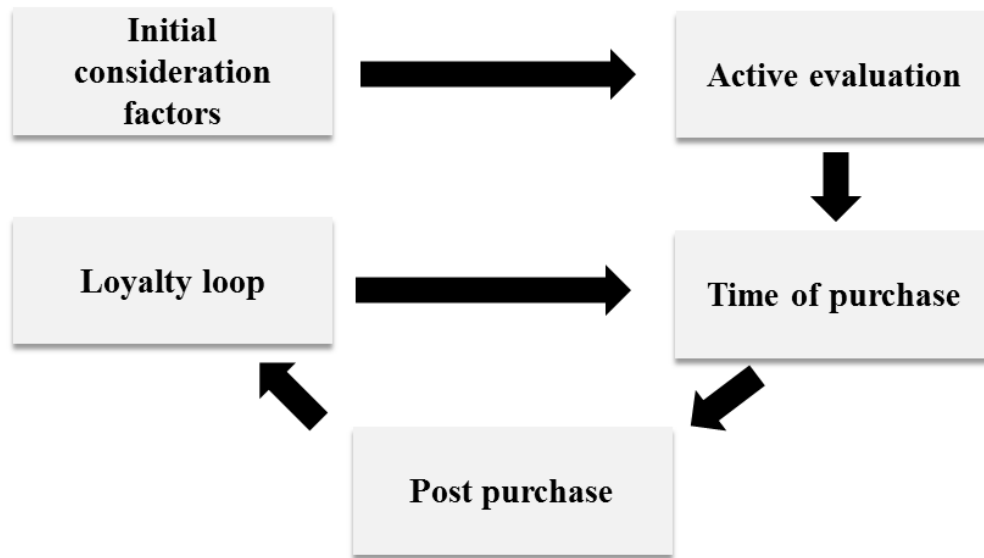 Initial
consideration
factors
Active evaluation
Loyalty loop
Time of purchase
Post purchase